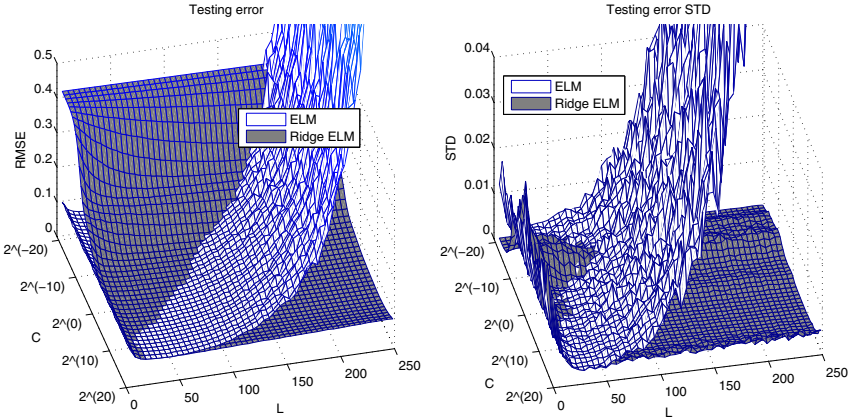 Testing error
0.5
0.4
0.3
0.2
0.1
0
RMSE
ELM
Ridge ELM
2^(−20)
2^(−10)
2^(0)
2^(10)
2^(20)
C
0
50
100
150
200
250
L
Testing error STD
0.04
0.03
0.02
0.01
0
STD
ELM
Ridge ELM
2^(−20)
2^(−10)
2^(0)
2^(10)
2^(20)
C
0
50
100
150
200
250
L